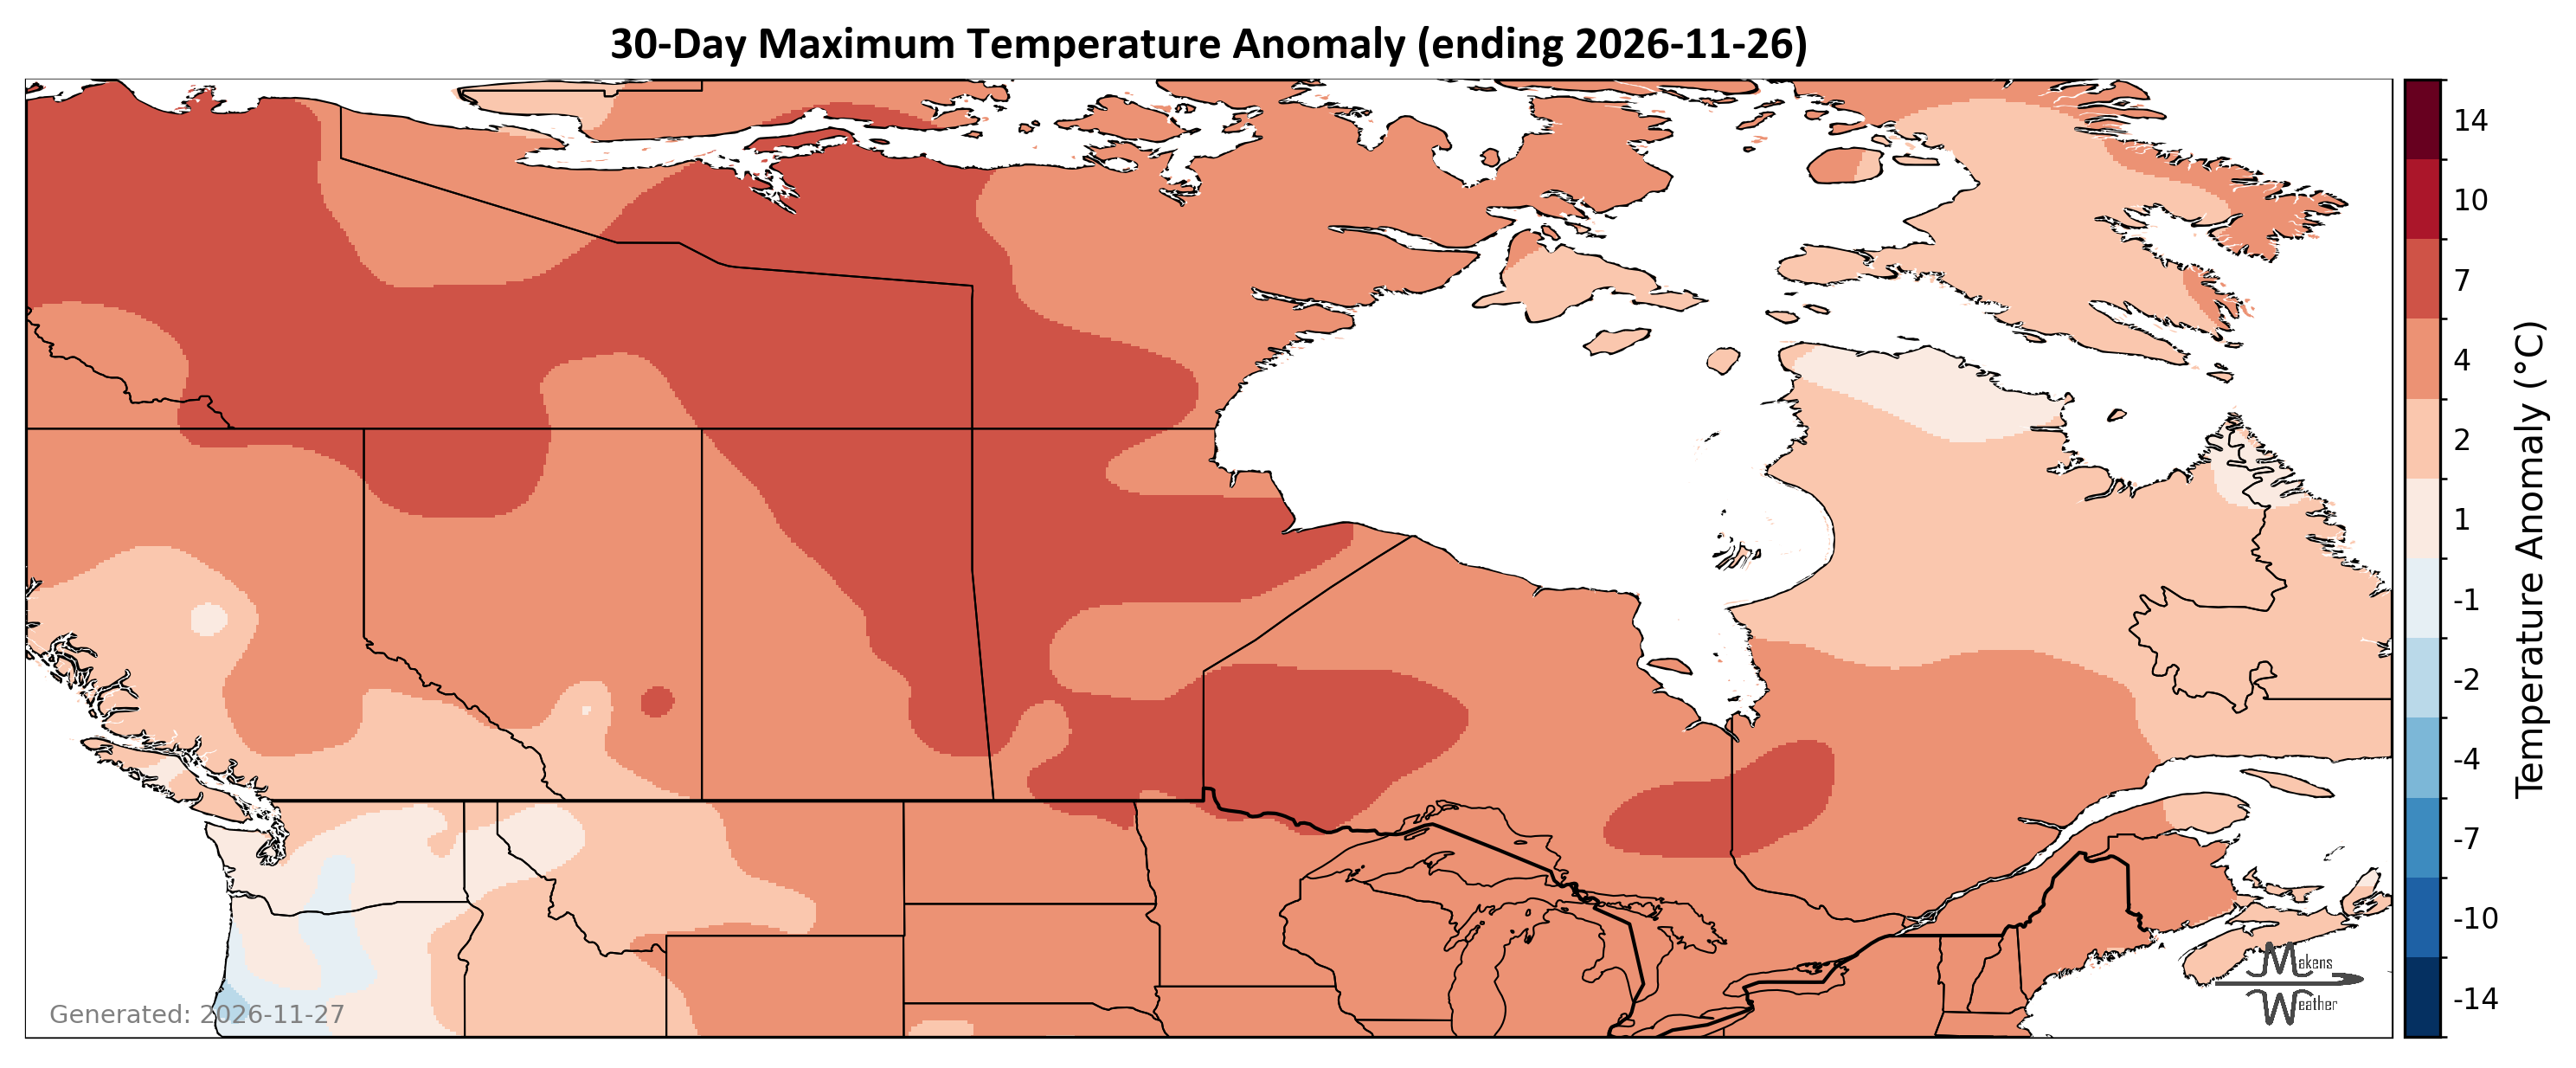 30-Day Maximum Temperature Anomaly (ending 2026-11-26)
14
10
7
4
2
1
-1
-2
-4
-7
-10
-14
Temperature Anomaly (°C)
Makens
Weather
Generated: 2026-11-27